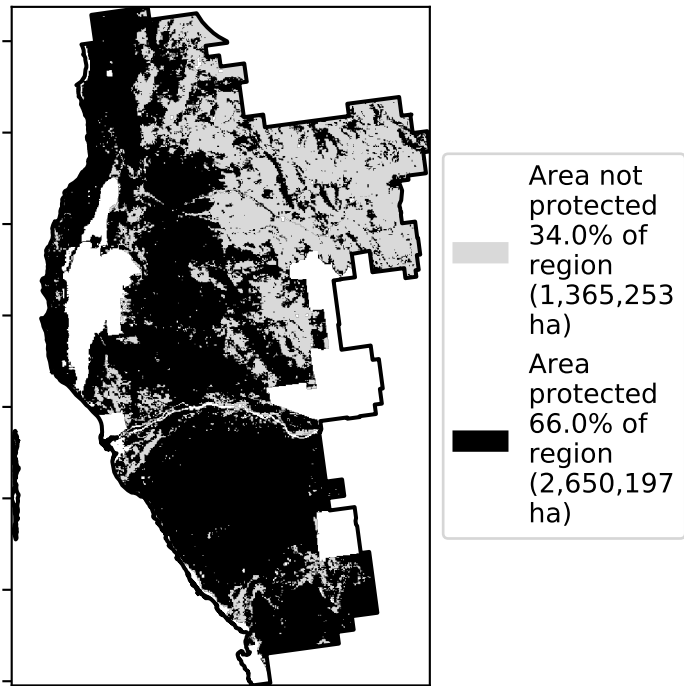 Area not
protected
34.0% of
region
(1,365,253
ha)
Area
protected
66.0% of
region
(2,650,197
ha)